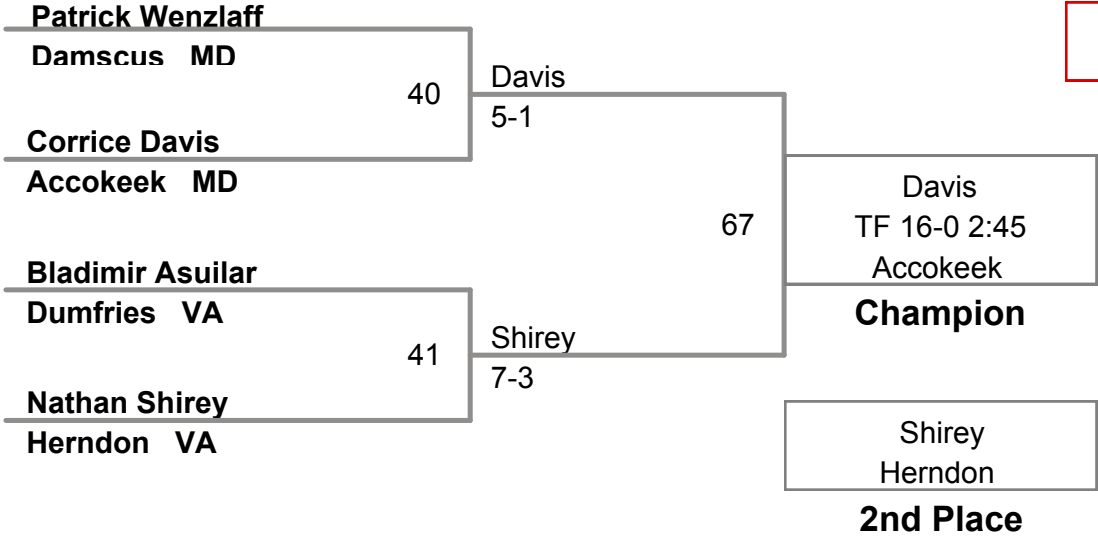 Patrick Wenzlaff
Damscus MD
40
Davis
5-1
Corrice Davis
Accokeek MD
67
Davis
TF 16-0 2:45
Accokeek
Champion
Bladimir Asuilar
Dumfries VA
41
Shirey
7-3
Nathan Shirey
Herndon VA
Shirey
Herndon
2nd Place